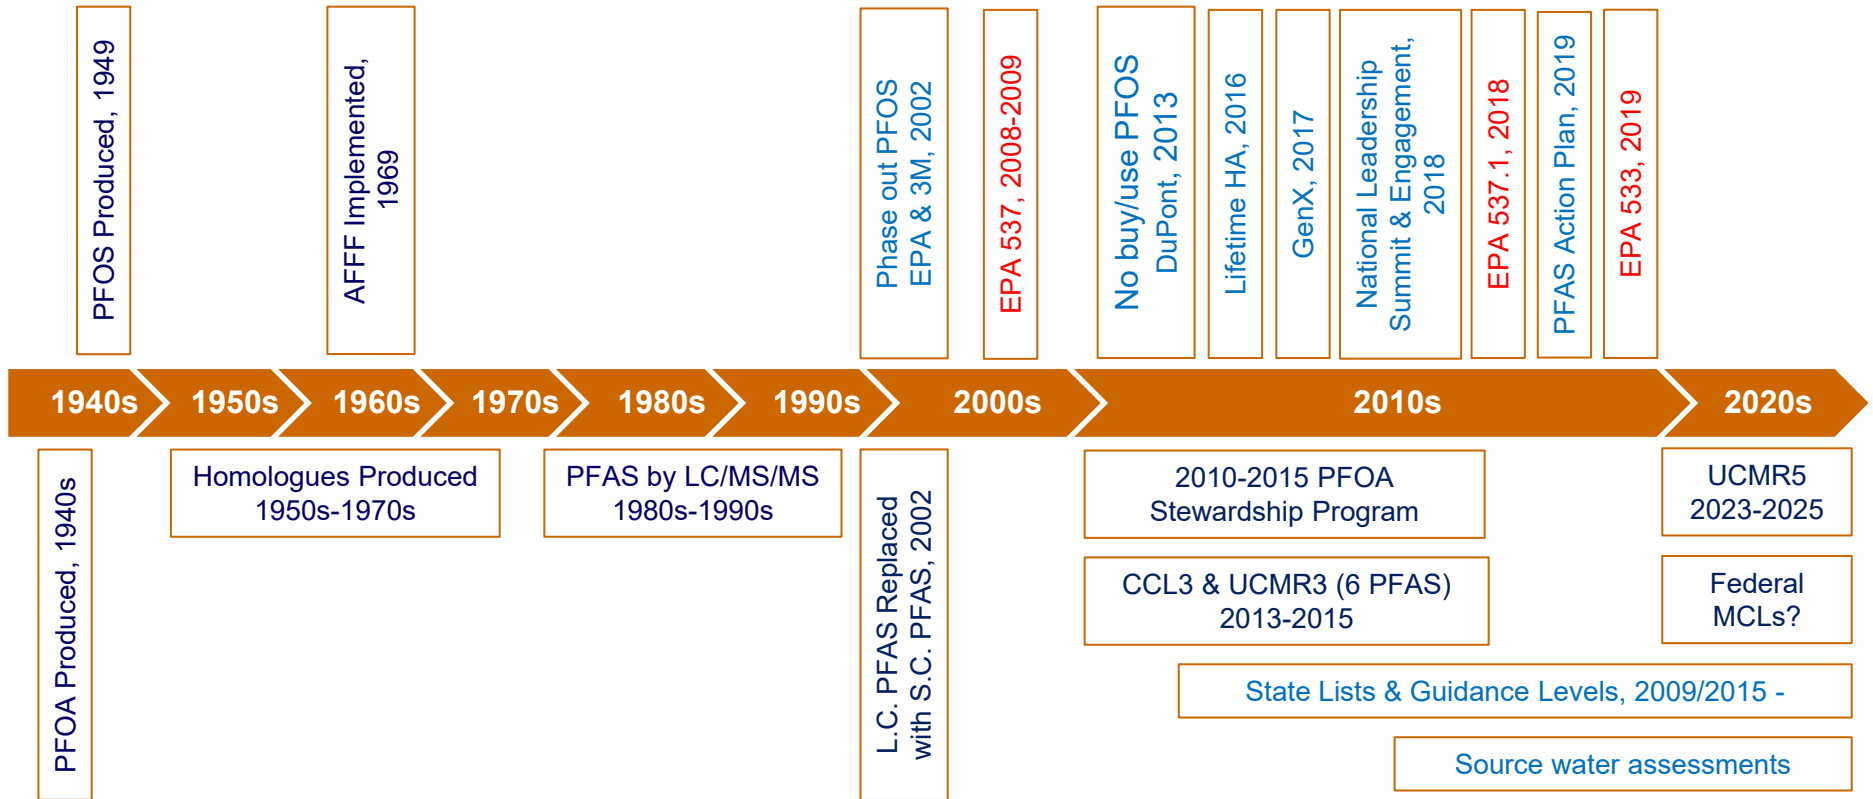 PFOS Produced, 1949
AFFF Implemented,
1969
Phase out PFOS
EPA & 3M, 2002
EPA 537, 2008-2009
No buy/use PFOS
DuPont, 2013
Lifetime HA, 2016
GenX, 2017
National Leadership
Summit & Engagement,
2018
EPA 537.1, 2018
PFAS Action Plan, 2019
EPA 533, 2019
1940s
1950s
1960s
1970s
1980s
1990s
2000s
2010s
2020s
PFOA Produced, 1940s
Homologues Produced
1950s-1970s
PFAS by LC/MS/MS
1980s-1990s
L.C. PFAS Replaced
with S.C. PFAS, 2002
2010-2015 PFOA
Stewardship Program
CCL3 & UCMR3 (6 PFAS)
2013-2015
UCMR5
2023-2025
Federal
MCLs?
State Lists & Guidance Levels, 2009/2015 -
Source water assessments